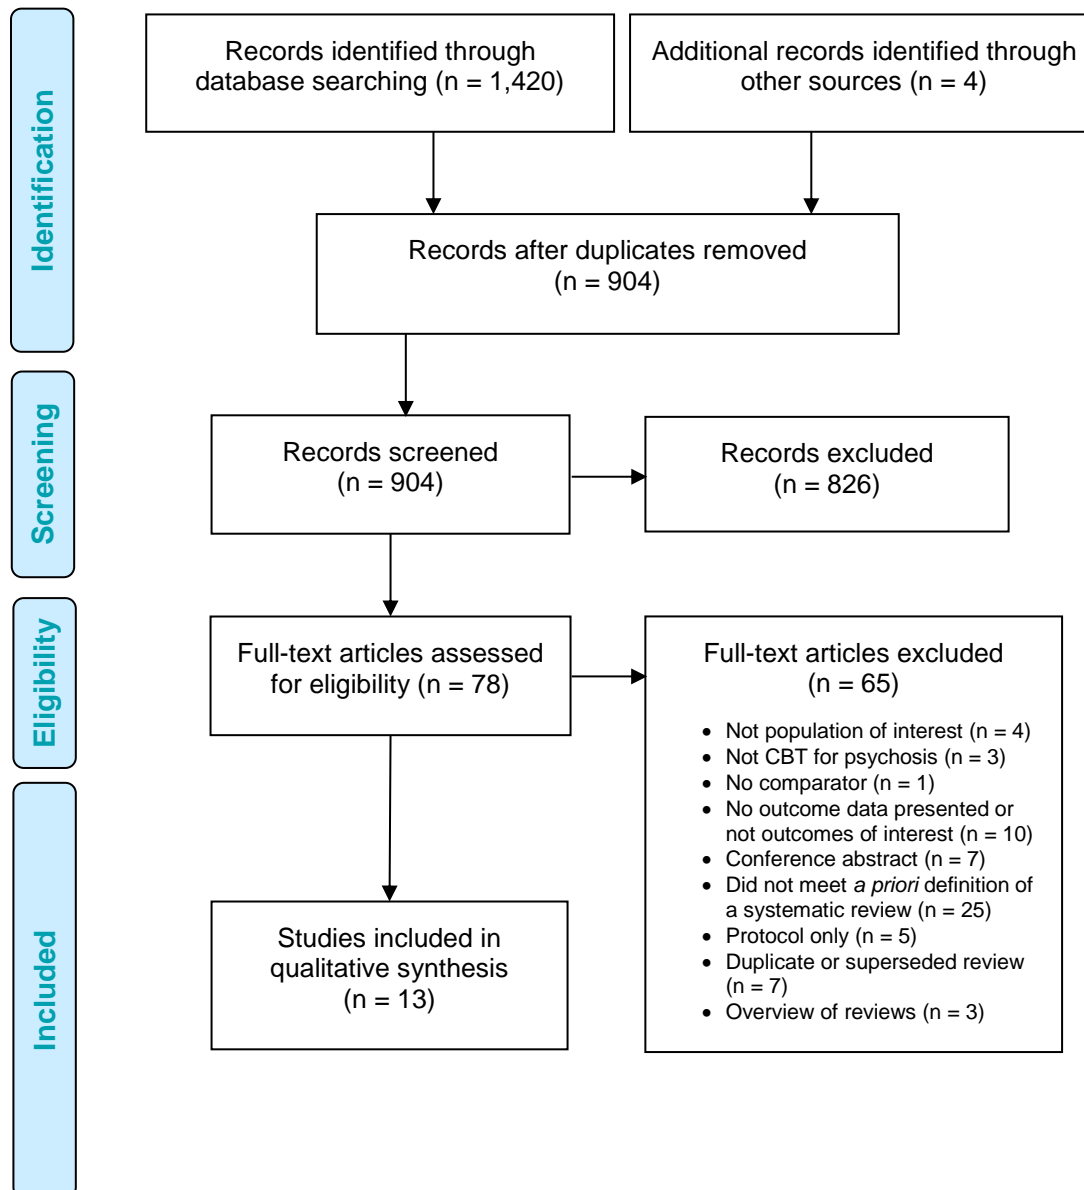 Identification
Records identified through
database searching (n = 1,420)
Additional records identified through
other sources (n = 4)
Records after duplicates removed
(n = 904)
Screening
Records screened
(n = 904)
Records excluded
(n = 826)
Eligibility
Full-text articles assessed
for eligibility (n = 78)
Full-text articles excluded
(n = 65)
• Not population of interest (n = 4)
• Not CBT for psychosis (n = 3)
• No comparator (n = 1)
• No outcome data presented or
not outcomes of interest (n = 10)
• Conference abstract (n = 7)
• Did not meet a priori definition of
a systematic review (n = 25)
• Protocol only (n = 5)
• Duplicate or superseded review
(n = 7)
• Overview of reviews (n = 3)
Included
Studies included in
qualitative synthesis
(n = 13)